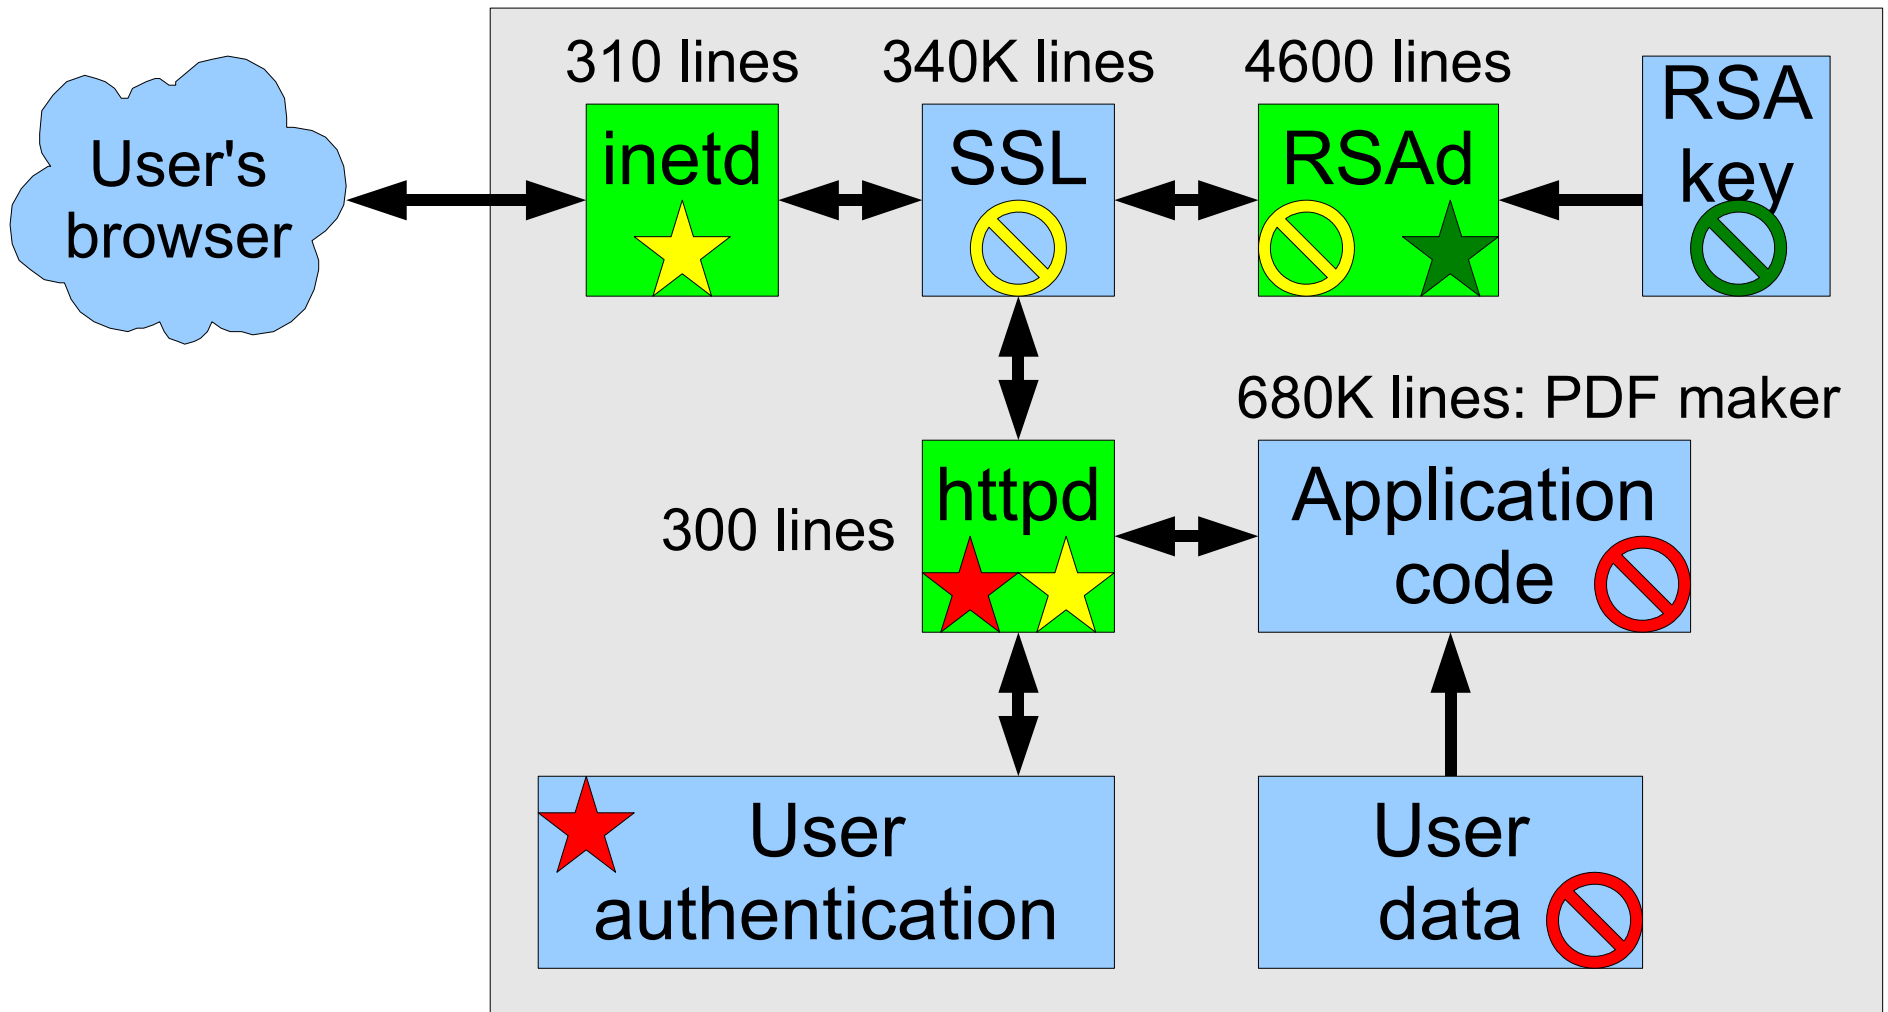 310 lines
340K lines
4600 lines
RSA
key
inetd
SSL
RSAd
User's
browser
680K lines: PDF maker
httpd
300 lines
Application
code
User
authentication
User
data